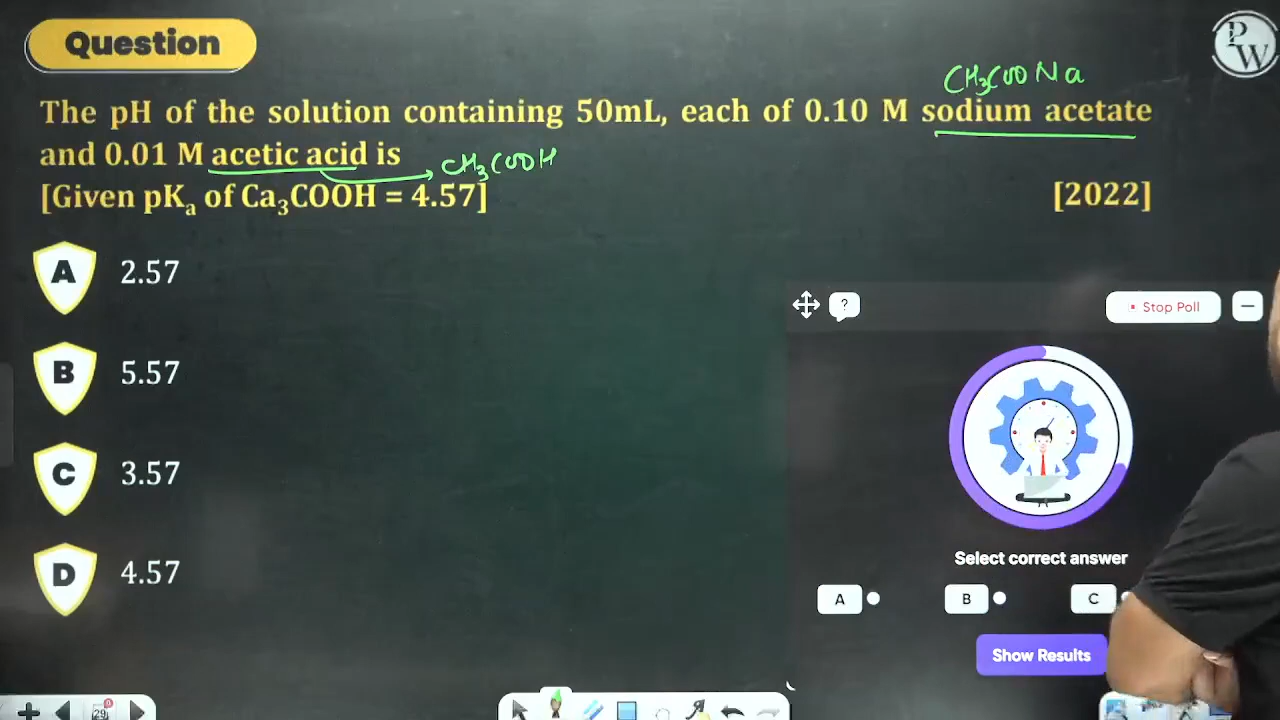 Question
PW
CH3COONa
The pH of the solution containing 50mL, each of 0.10 M sodium acetate
and 0.01 M acetic acid is
CH3COOH
[Given pKa of Ca3COOH = 4.57] [2022]
A 2.57
B 5.57
C 3.57
D 4.57
?
Stop Poll
Select correct answer
A B C
Show Results
29